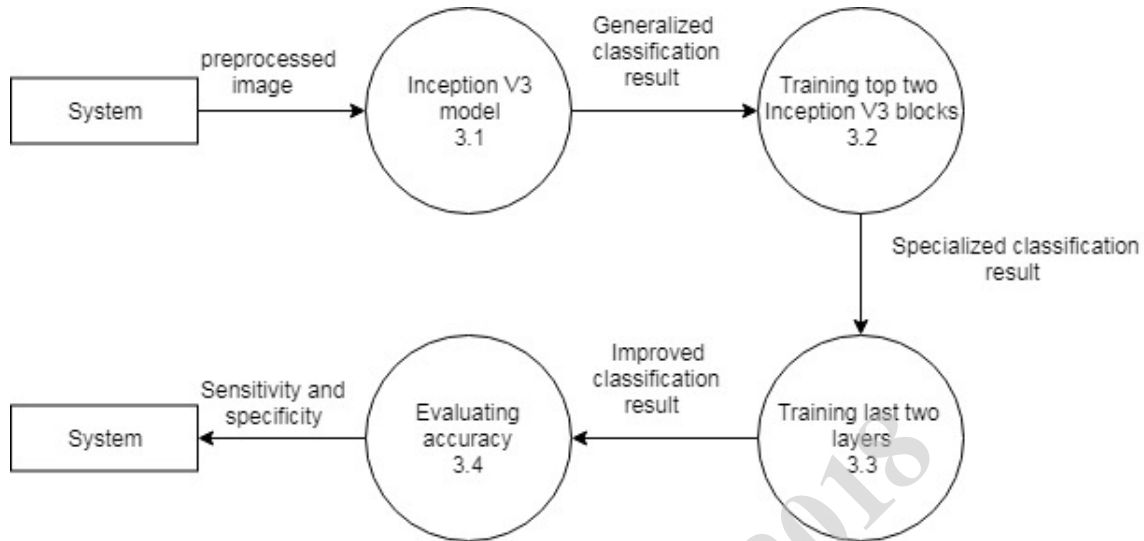 System
preprocessed
image
Inception V3
model
3.1
Generalized
classification
result
Training top two
Inception V3 blocks
3.2
Specialized classification
result
Training last two
layers
3.3
Improved
classification
result
Evaluating
accuracy
3.4
Sensitivity and
specificity
System
2018